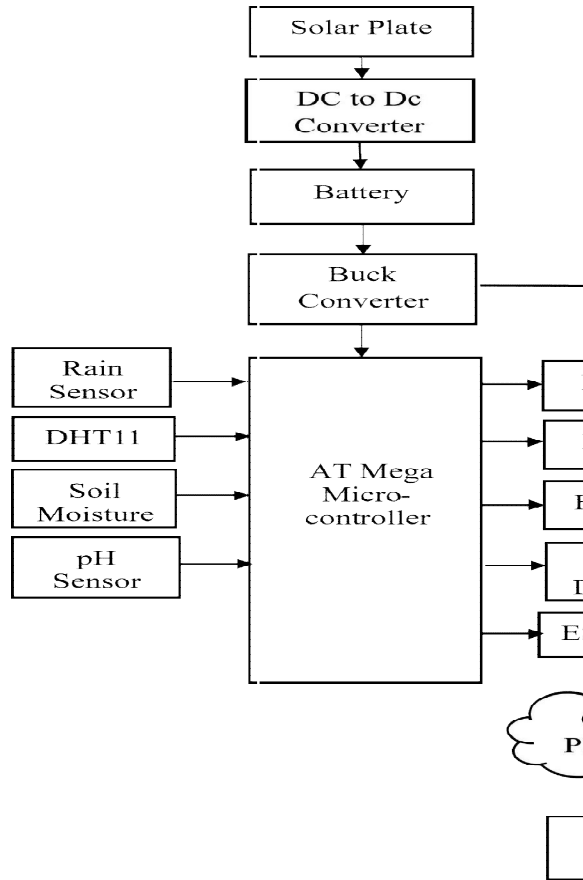 Solar Plate
DC to Dc
Converter
Battery
Buck
Converter
Rain
Sensor
DHT11
Soil
Moisture
pH
Sensor
AT Mega
Micro-
controller